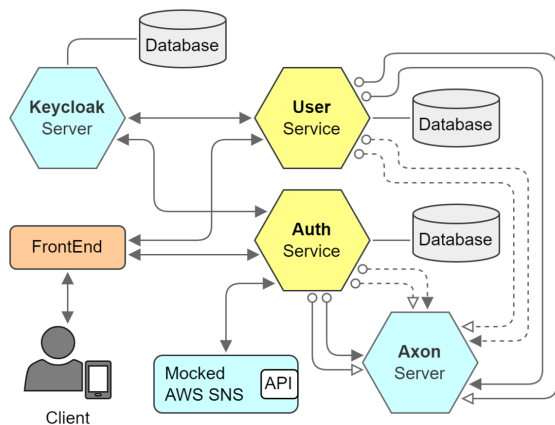 Database
Keycloak
Server
User
Service
Database
Auth
Service
Database
FrontEnd
Axon
Server
Mocked
AWS SNS
API
Client